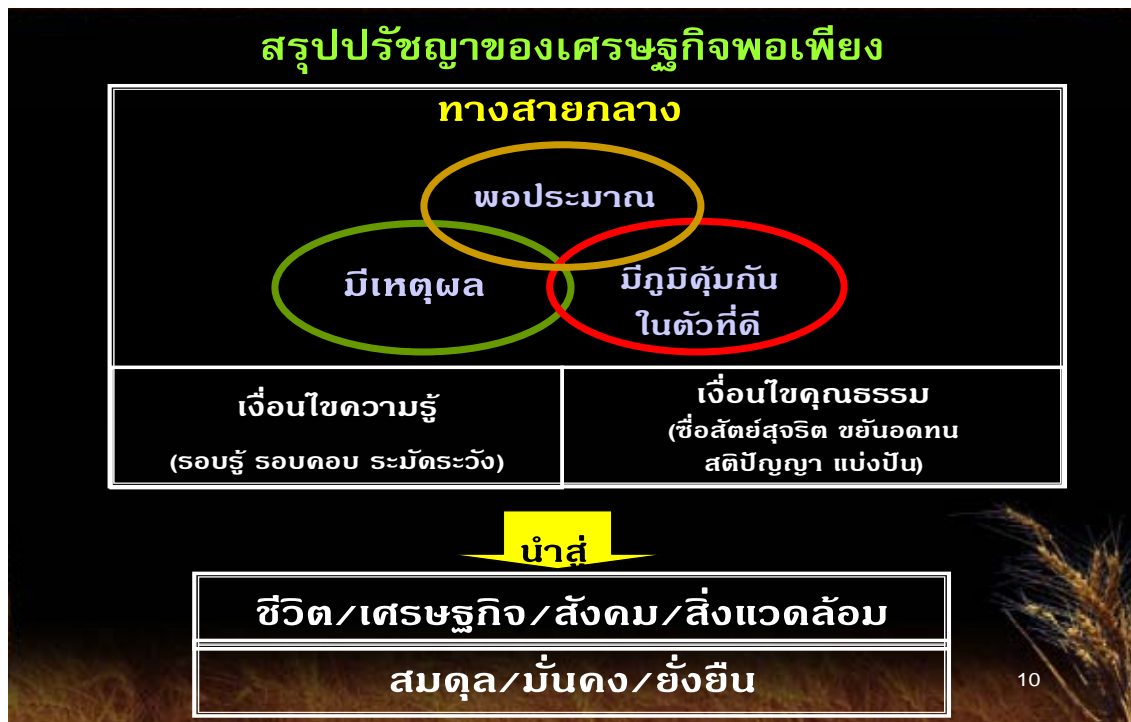 สรุปปรัชญาของเศรษฐกิจพอเพียง
ทางสายกลาง
พอประมาณ
มีเหตุผล
มีภูมิคุ้มกัน
ในตัวที่ดี
เงื่อนไขความรู้
(รอบรู้ รอบคอบ ระมัดระวัง)
เงื่อนไขคุณธรรม
(ซื่อสัตย์สุจริต ขยันอดทน
สติปัญญา แบ่งปัน)
นำสู่
ชีวิต/เศรษฐกิจ/สังคม/สิ่งแวดล้อม
สมดุล/มั่นคง/ยั่งยืน
10